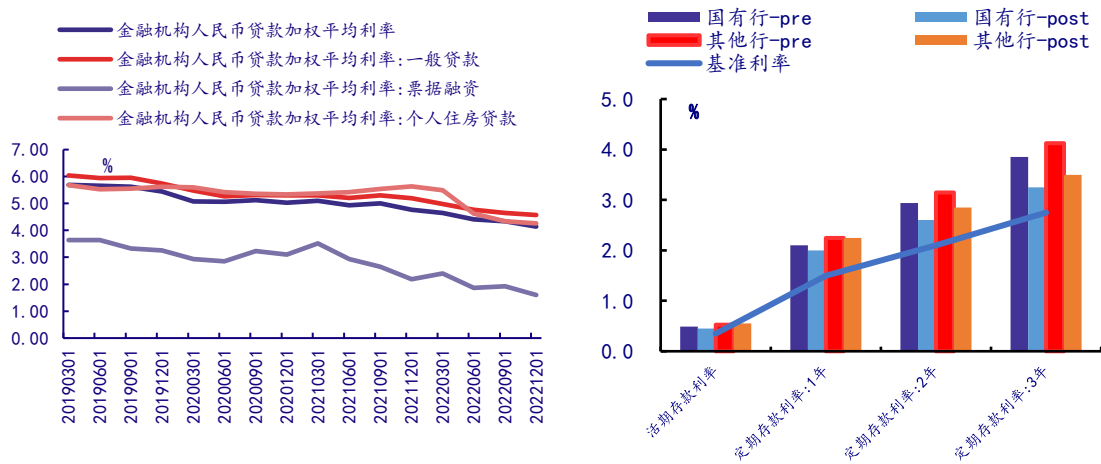 金融机构人民币贷款加权平均利率
金融机构人民币贷款加权平均利率:一般贷款
金融机构人民币贷款加权平均利率:票据融资
金融机构人民币贷款加权平均利率:个人住房贷款
%
7.00
6.00
5.00
4.00
3.00
2.00
1.00
0.00
20190301
20190601
20190901
20191201
20200301
20200601
20200901
20201201
20210301
20210601
20210901
20211201
20220301
20220601
20220901
20221201
国有行-pre
国有行-post
其他行-pre
其他行-post
基准利率
%
5.0
4.0
3.0
2.0
1.0
0.0
活期存款利率
定期存款利率:1年
定期存款利率:2年
定期存款利率:3年